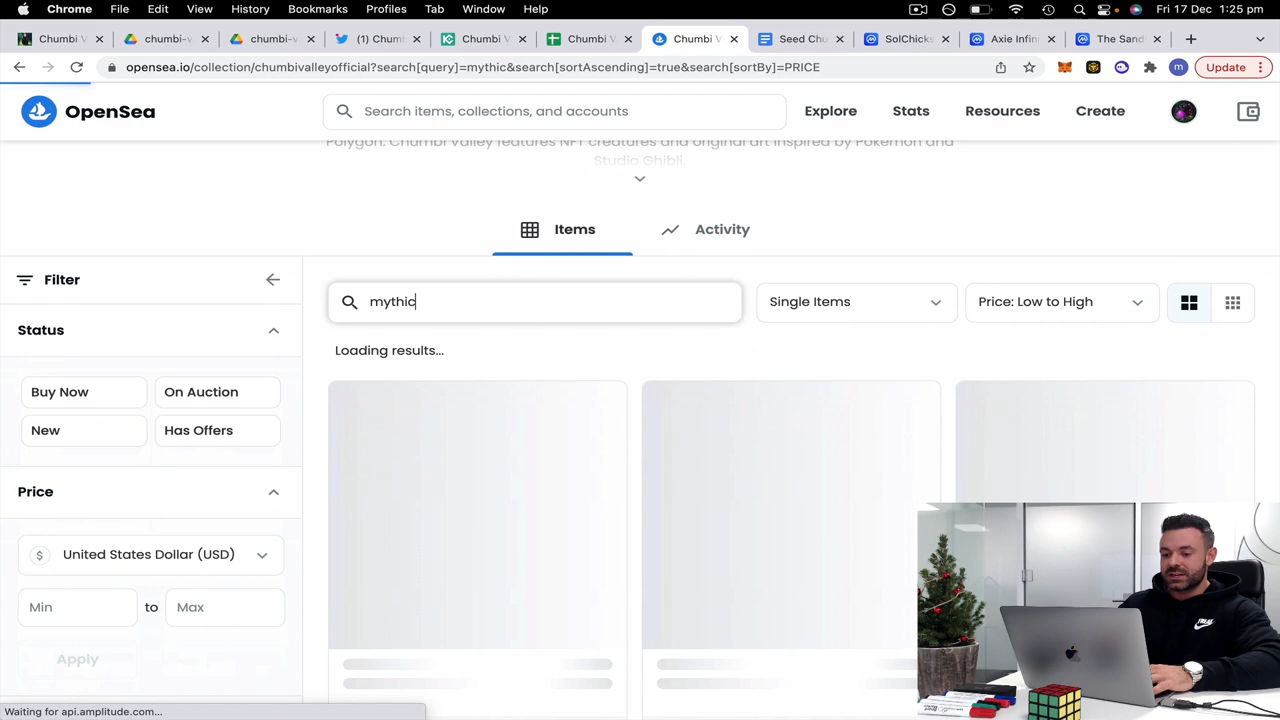 Chrome File Edit View History Bookmarks Profiles Tab Window Help Fri 17 Dec 1:25 pm
Chumbi V chumbi-v chumbi-v (1) Chumb Chumbi V Chumbi V Chumbi V Seed Chu SolChicks Axie Infini The Sand
opensea.io/collection/chumbivalleyofficial?search[query]=mythic&search[sortAscending]=true&search[sortBy]=PRICE m Update
OpenSea Search items, collections, and accounts Explore Stats Resources Create
Polygon. Chumbi Valley features NFT creatures and original art inspired by Pokémon and
Studio Ghibli.
Items Activity
Filter
mythic Single Items Price: Low to High
Status
Loading results...
Buy Now On Auction
New Has Offers
Price
$ United States Dollar (USD)
Min to Max
Apply
Waiting for api.amplitude.com...